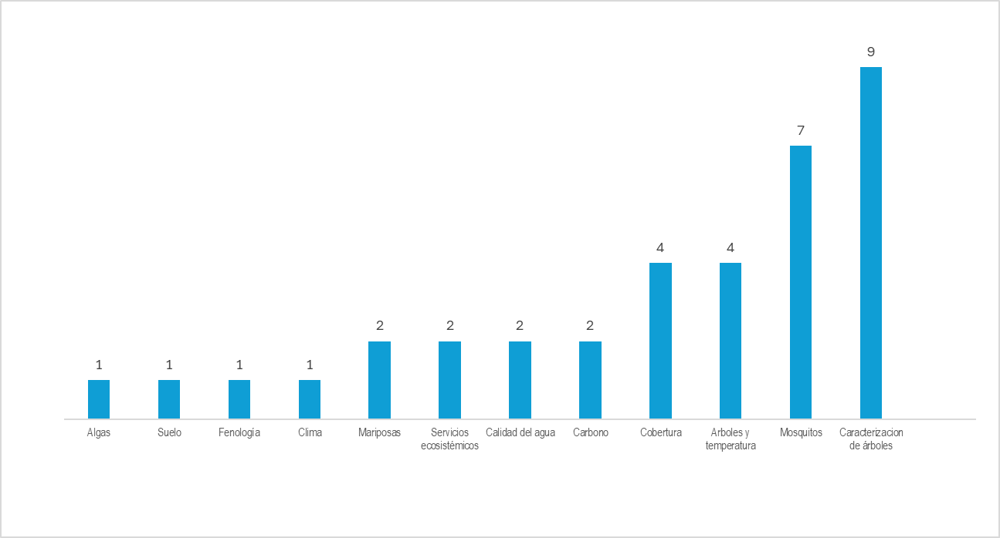 9
7
4
4
2
2
2
2
1
1
1
1
Algas
Suelo
Fenología
Clima
Mariposas
Servicios
ecosistémicos
Calidad del agua
Carbono
Cobertura
Arboles y
temperatura
Mosquitos
Caracterizacion
de árboles